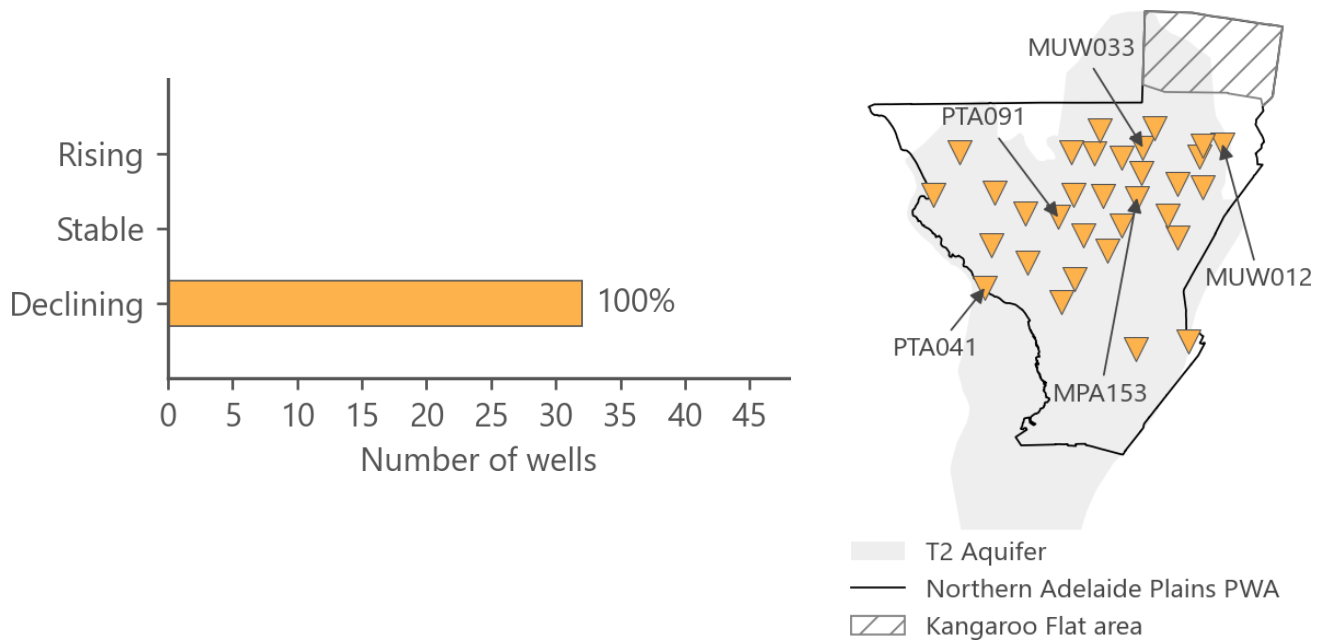 Rising
Stable
Declining
100%
0 5 10 15 20 25 30 35 40 45
Number of wells
MUW033
PTA091
MUW012
PTA041
MPA153
T2 Aquifer
Northern Adelaide Plains PWA
Kangaroo Flat area